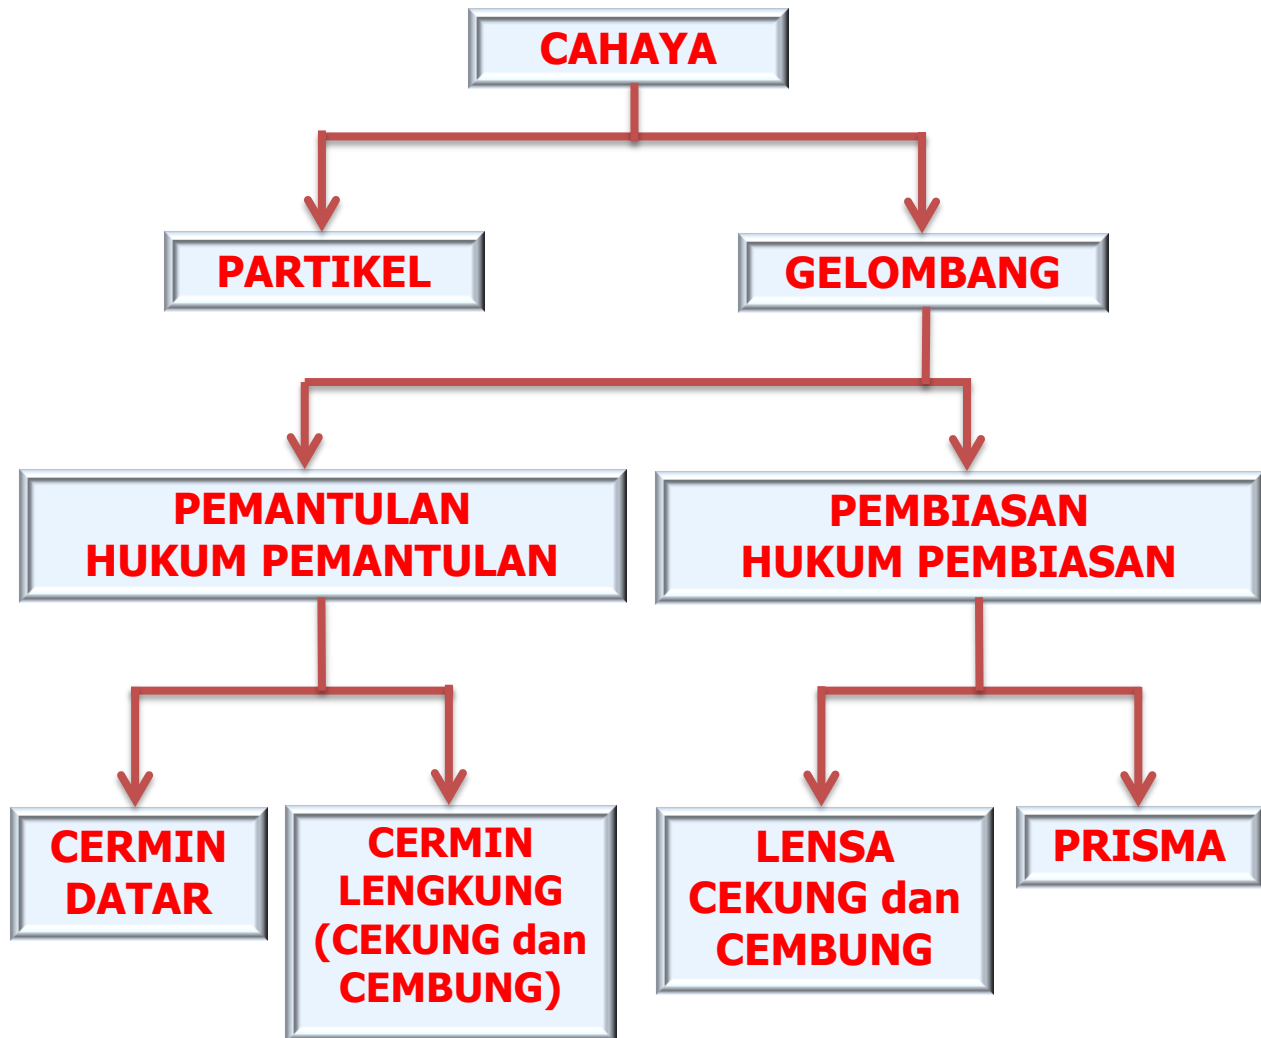 CAHAYA
PARTIKEL
GELOMBANG
PEMANTULAN
HUKUM PEMANTULAN
PEMBIASAN
HUKUM PEMBIASAN
CERMIN
DATAR
CERMIN
LENGKUNG
(CEKUNG dan
CEMBUNG)
LENSA
CEKUNG dan
CEMBUNG
PRISMA